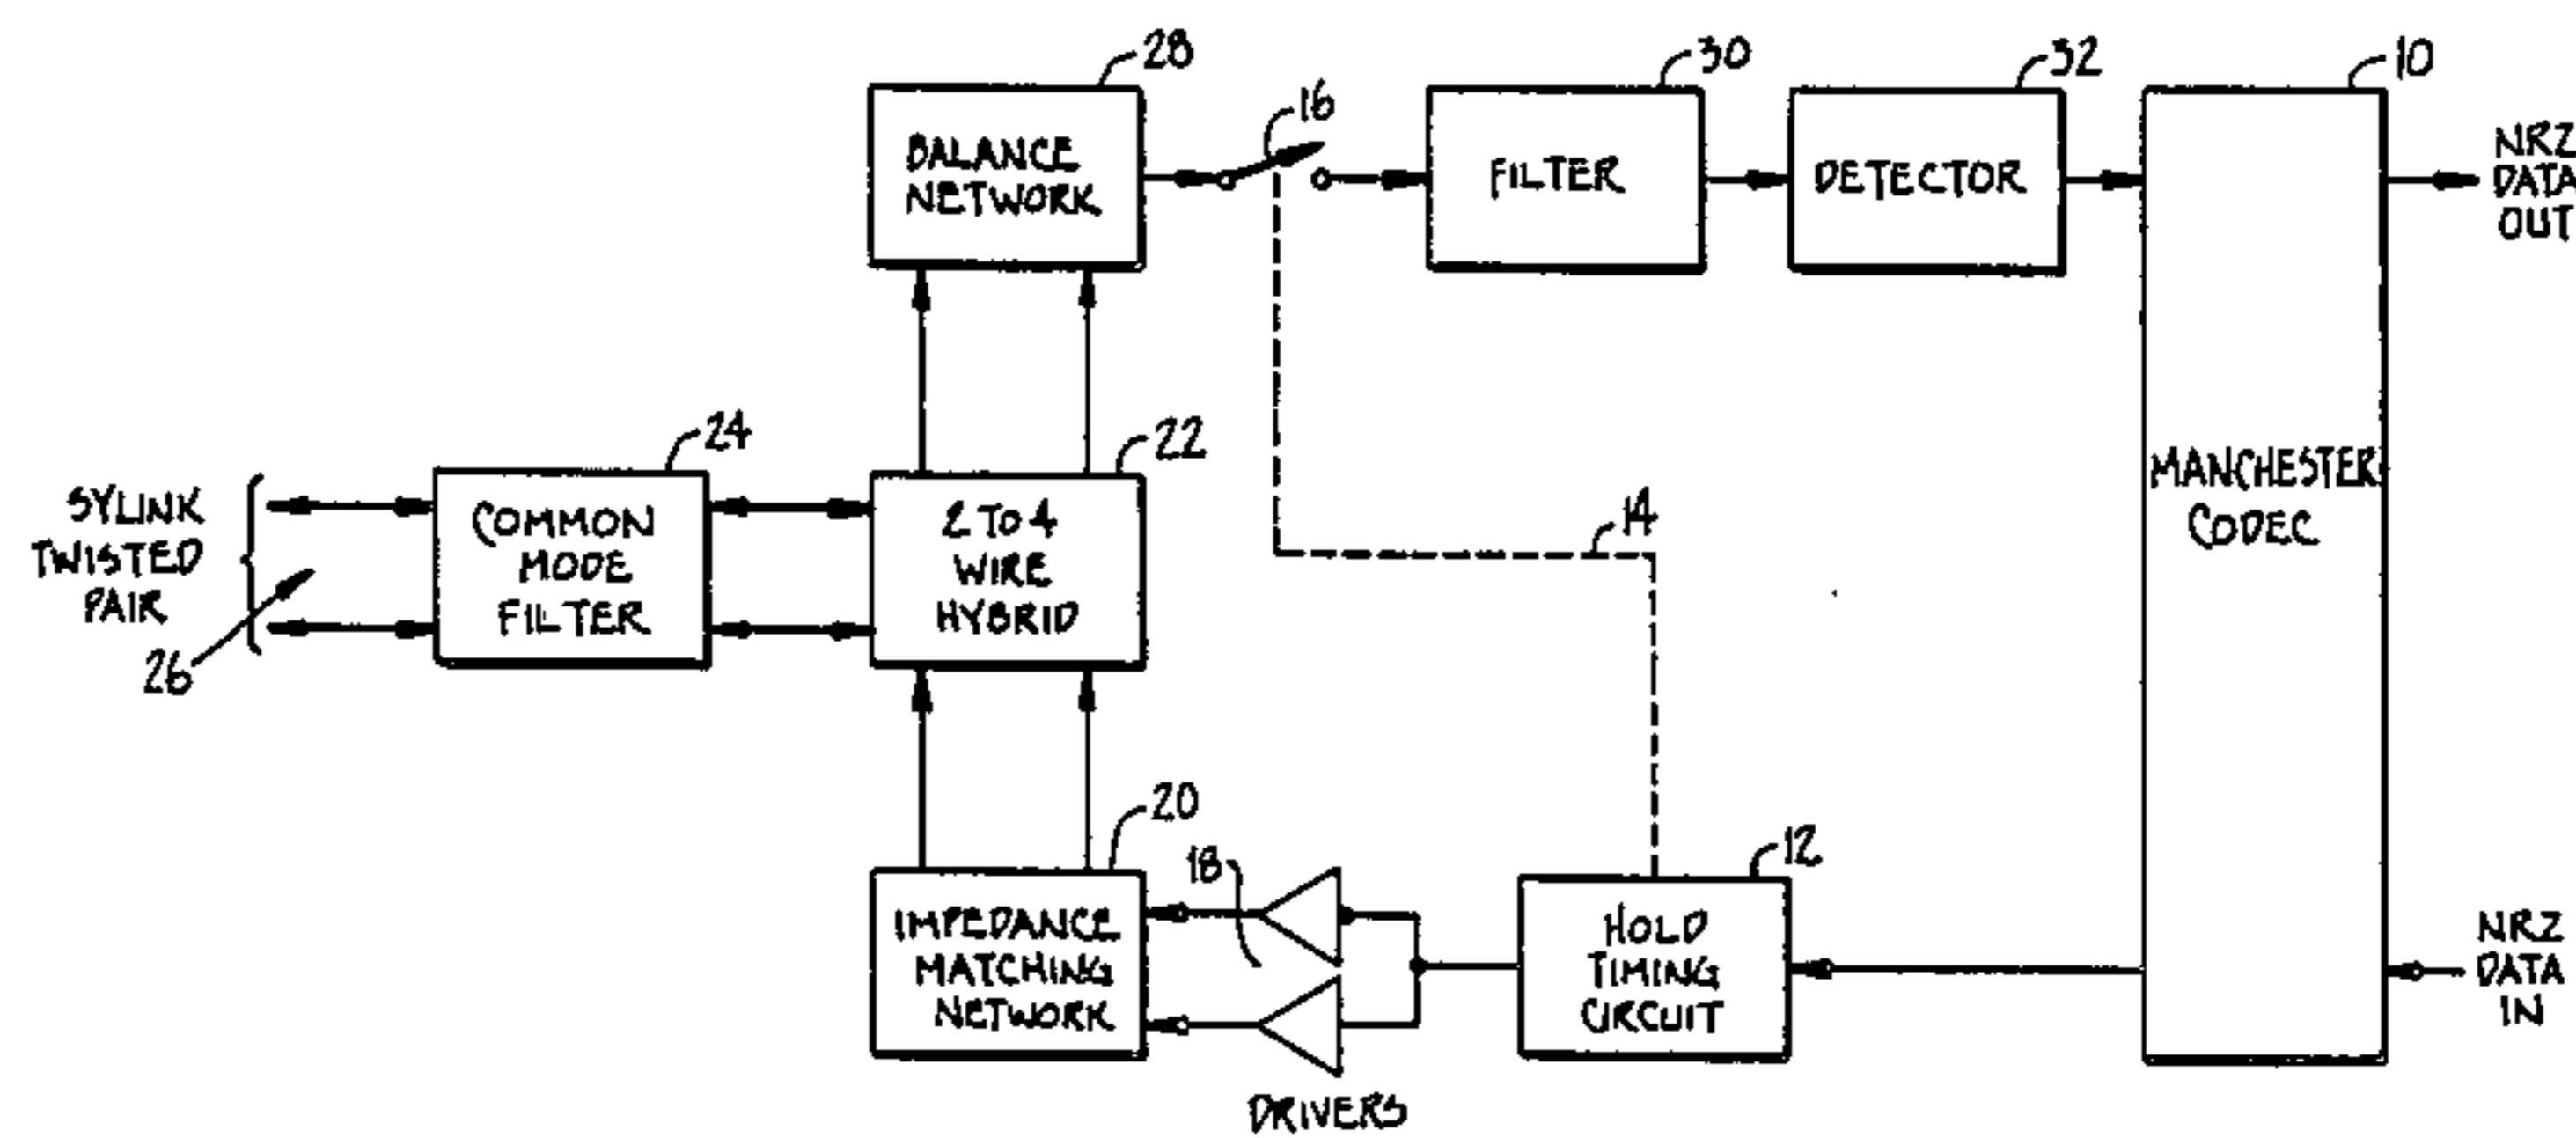 28
16
30
32
10
BALANCE
NETWORK
FILTER
DETECTOR
NRZ
DATA
OUT
24
22
14
SYLINK
TWISTED
PAIR
26
COMMON
MODE
FILTER
2 TO 4
WIRE
HYBRID
MANCHESTER
CODEC
20
18
12
IMPEDANCE
MATCHING
NETWORK
DRIVERS
HOLD
TIMING
CIRCUIT
NRZ
DATA
IN